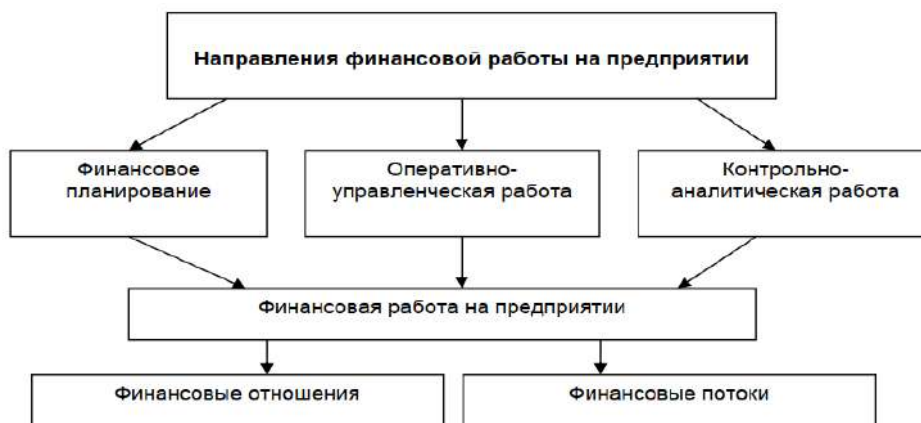 Направления финансовой работы на предприятии
Финансовое
планирование
Оперативно-
управленческая работа
Контрольно-
аналитическая работа
Финансовая работа на предприятии
Финансовые отношения
Финансовые потоки